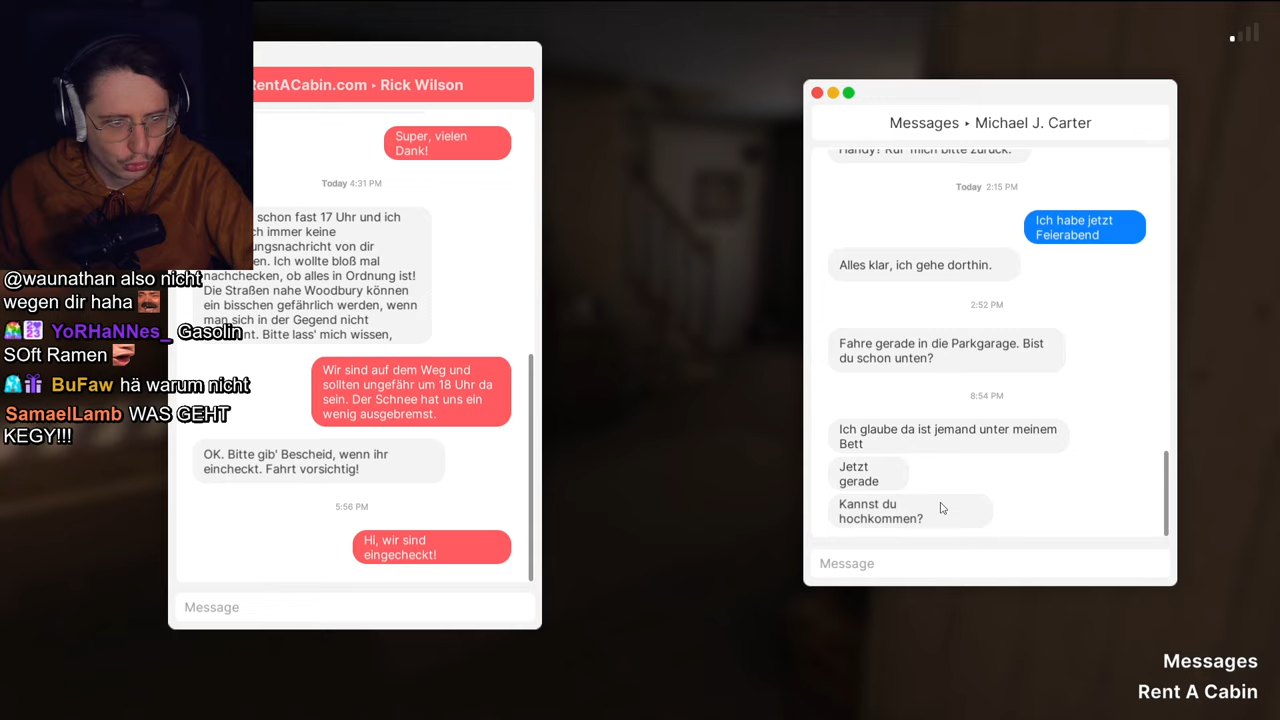 RentACabin.com ▸ Rick Wilson
Super, vielen
Dank!
Today 4:31 PM
schon fast 17 Uhr und ich
immer keine
von dir
Ich wollte bloß mal
nachchecken, ob alles in Ordnung ist!
Die Straßen nahe Woodbury können
ein bisschen gefährlich werden, wenn
man sich in der Gegend nicht
Bitte lass' mich wissen,
Wir sind auf dem Weg und
sollten ungefähr um 18 Uhr da
sein. Der Schnee hat uns ein
wenig ausgebremst.
OK. Bitte gib' Bescheid, wenn ihr
eincheckt. Fahrt vorsichtig!
5:56 PM
Hi, wir sind
eingecheckt!
Message
@waunathan also nicht
wegen dir haha
YoRHaNNes_ Gasolin
SOft Ramen
BuFaw hä warum nicht
SamaelLamb WAS GEHT
KEGY!!!
Messages ▸ Michael J. Carter
Handy? Ruf' mich bitte zurück.
Today 2:15 PM
Ich habe jetzt
Feierabend
Alles klar, ich gehe dorthin.
2:52 PM
Fahre gerade in die Parkgarage. Bist
du schon unten?
8:54 PM
Ich glaube da ist jemand unter meinem
Bett
Jetzt
gerade
Kannst du
hochkommen?
Message
Messages
Rent A Cabin